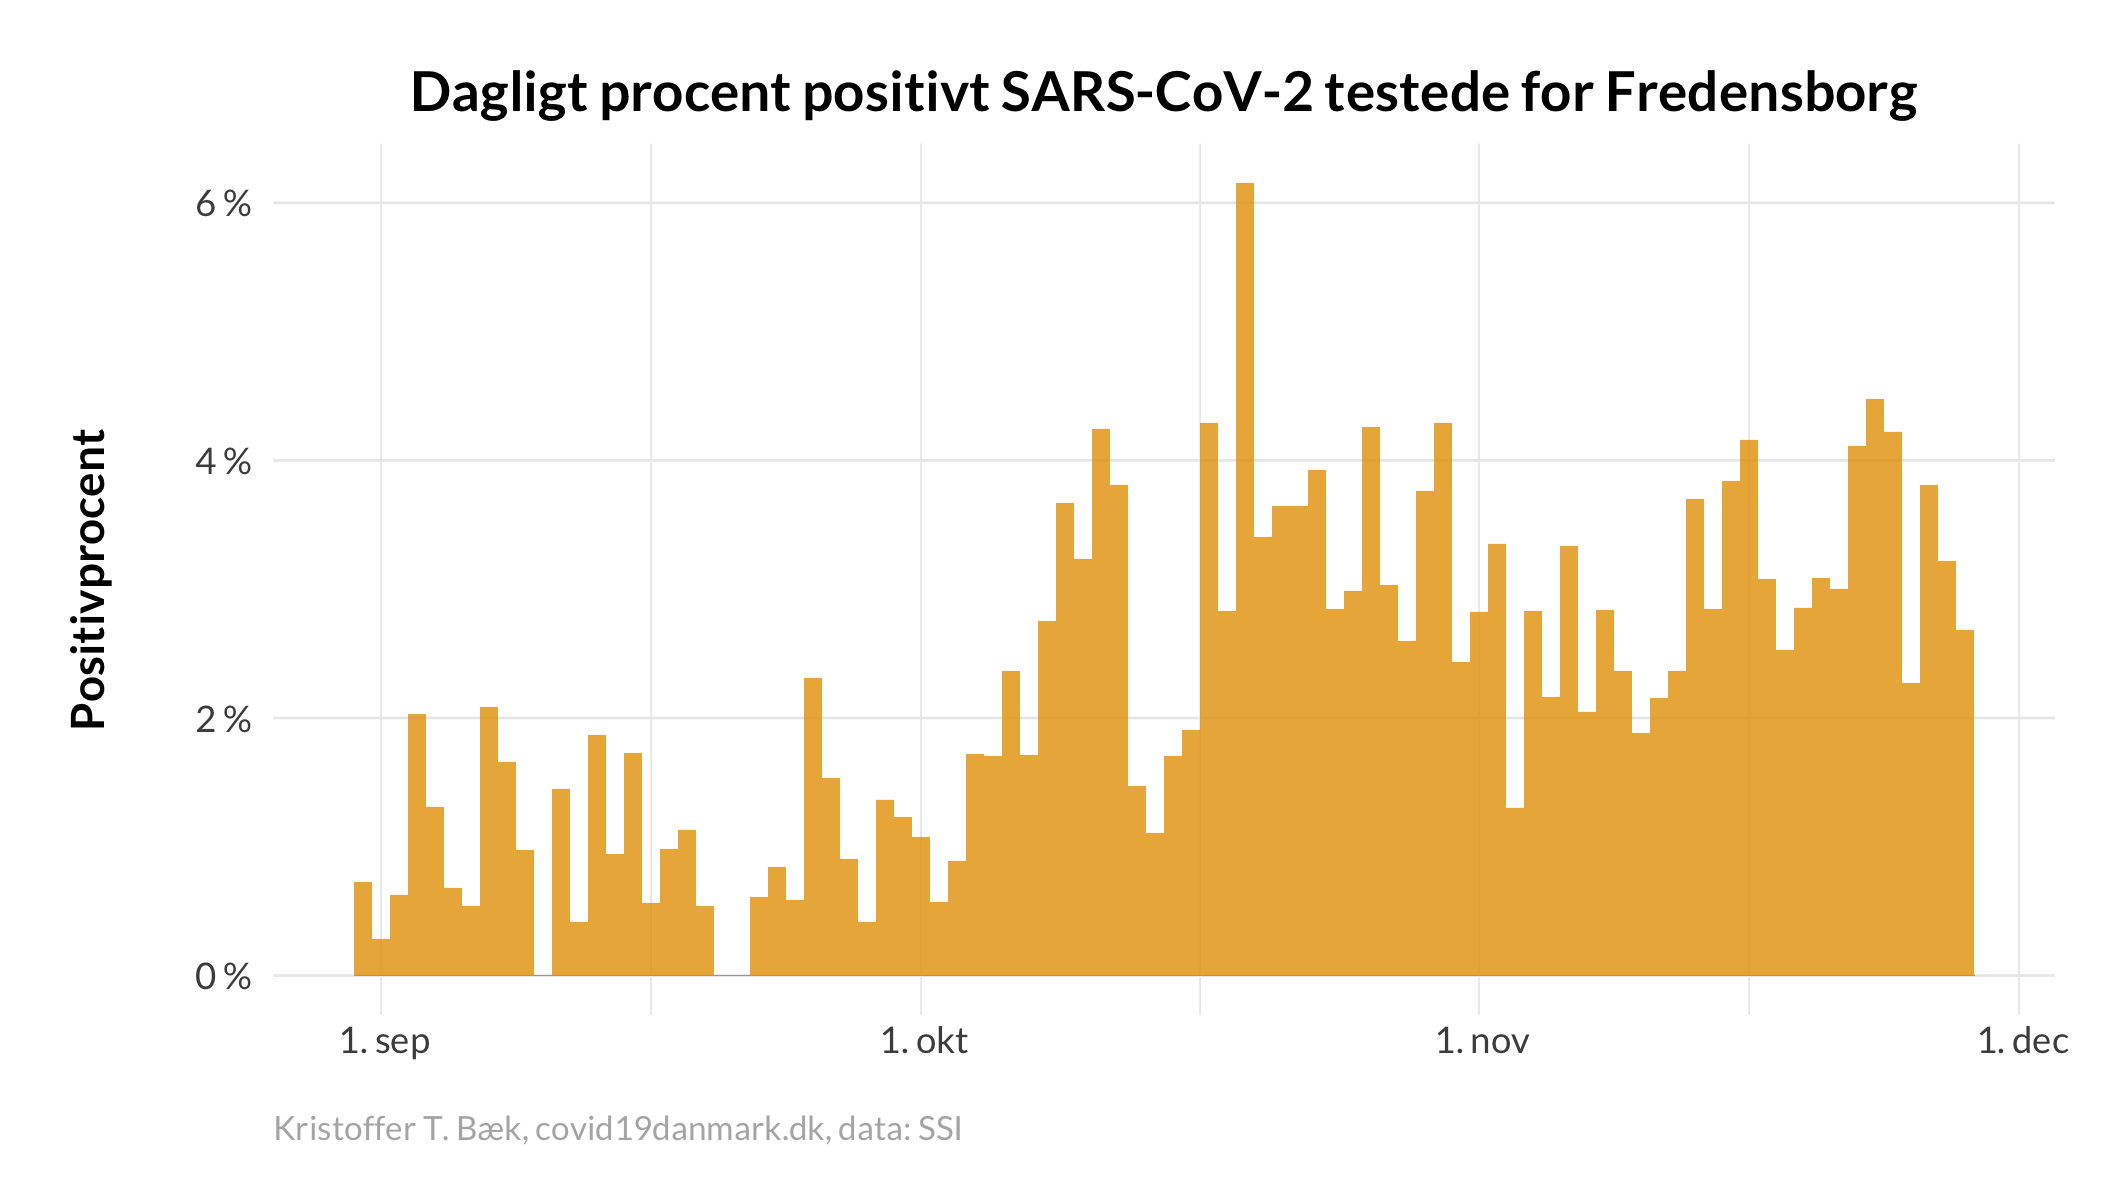 Dagligt procent positivt SARS-CoV-2 testede for Fredensborg
Positivprocent
6 %
4 %
2 %
0 %
1. sep
1. okt
1. nov
1. dec
Kristoffer T. Bæk, covid19danmark.dk, data: SSI